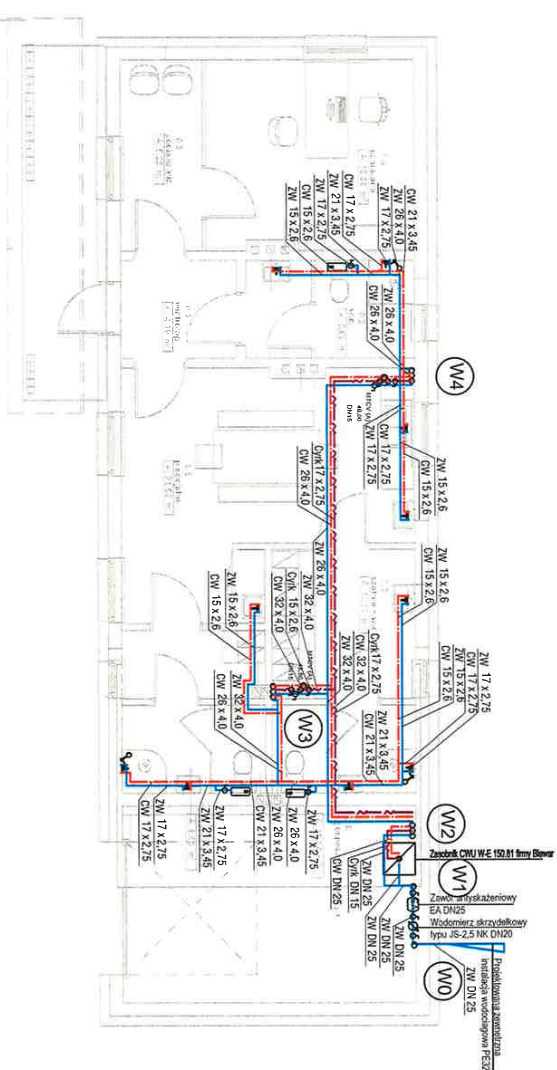 CW 21 x 3,45
ZW 26 x 4,0
ZW 17 x 2,75
CW 17 x 2,75
ZW 21 x 3,45
ZW 17 x 2,75
CW 15 x 2,6
ZW 15 x 2,6
ZW 26 x 4,0
CW 26 x 4,0
W4
CW 17 x 2,75
ZW 17 x 2,75
ZW 15 x 2,6
CW 15 x 2,6
DN15
Cyrk17 x 2,75
CW 26 x 4,0
ZW 26 x 4,0
ZW 15 x 2,6
CW 15 x 2,6
ZW 15 x 2,6
CW 15 x 2,6
ZW 32 x 4,0
Cyrk 15 x 2,6
CW 32 x 4,0
Cyrk17 x 2,75
CW 32 x 4,0
ZW 32 x 4,0
ZW 17 x 2,75
CW 17 x 2,75
ZW 15 x 2,6
CW 15 x 2,6
ZW 32 x 4,0
CW 26 x 4,0
W3
ZW 21 x 3,45
CW 21 x 3,45
ZW 17 x 2,75
CW 17 x 2,75
ZW 17 x 2,75
ZW 21 x 3,45
ZW 26 x 4,0
CW 21 x 3,45
ZW 17 x 2,75
ZW 26 x 4,0
W2
Zasobnik CWU W-E 150.81 firmy Biawar
W1
ZW DN 25
Cyrk DN 15
CW DN 25
ZW DN 25
ZW DN 25
ZW DN 25
Zawór antyskażeniowy
EA DN25
Wodomierz skrzydełkowy
typu JS-2,5 NK DN20
W0
ZW DN 25
Projektowana zewnętrzna
instalacja wodociągowa PE32